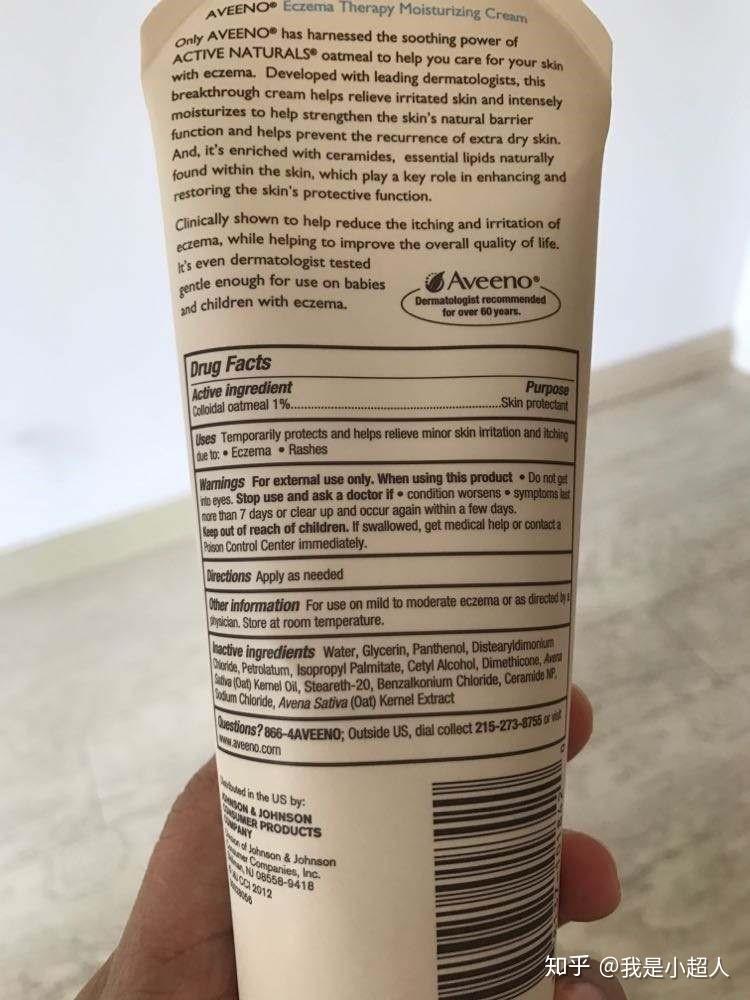 AVEENO® Eczema Therapy Moisturizing Cream
Only AVEENO® has harnessed the soothing power of
ACTIVE NATURALS® oatmeal to help you care for your skin
with eczema. Developed with leading dermatologists, this
breakthrough cream helps relieve irritated skin and intensely
moisturizes to help strengthen the skin's natural barrier
function and helps prevent the recurrence of extra dry skin.
And, it's enriched with ceramides, essential lipids naturally
found within the skin, which play a key role in enhancing and
restoring the skin's protective function.
Clinically shown to help reduce the itching and irritation of
eczema, while helping to improve the overall quality of life.
It's even dermatologist tested
gentle enough for use on babies
and children with eczema.
Aveeno®
Dermatologist recommended
for over 60 years.
Drug Facts
Active ingredient Purpose
Colloidal oatmeal 1%......Skin protectant
Uses Temporarily protects and helps relieve minor skin irritation and itching
due to: • Eczema • Rashes
Warnings For external use only. When using this product • Do not get
into eyes. Stop use and ask a doctor if • condition worsens • symptoms last
more than 7 days or clear up and occur again within a few days.
Keep out of reach of children. If swallowed, get medical help or contact a
Poison Control Center immediately.
Directions Apply as needed
Other information For use on mild to moderate eczema or as directed by a
physician. Store at room temperature.
Inactive ingredients Water, Glycerin, Panthenol, Distearyldimonium
Chloride, Petrolatum, Isopropyl Palmitate, Cetyl Alcohol, Dimethicone, Avena
Sativa (Oat) Kernel Oil, Steareth-20, Benzalkonium Chloride, Ceramide NP,
Sodium Chloride, Avena Sativa (Oat) Kernel Extract
Questions? 866-4AVEENO; Outside US, dial collect 215-273-8755 or visit
www.aveeno.com
Distributed in the US by:
JOHNSON & JOHNSON
CONSUMER PRODUCTS
COMPANY
Division of Johnson & Johnson
Consumer Companies, Inc.
NJ 08558-9418
CCI 2012
知乎 @我是小超人